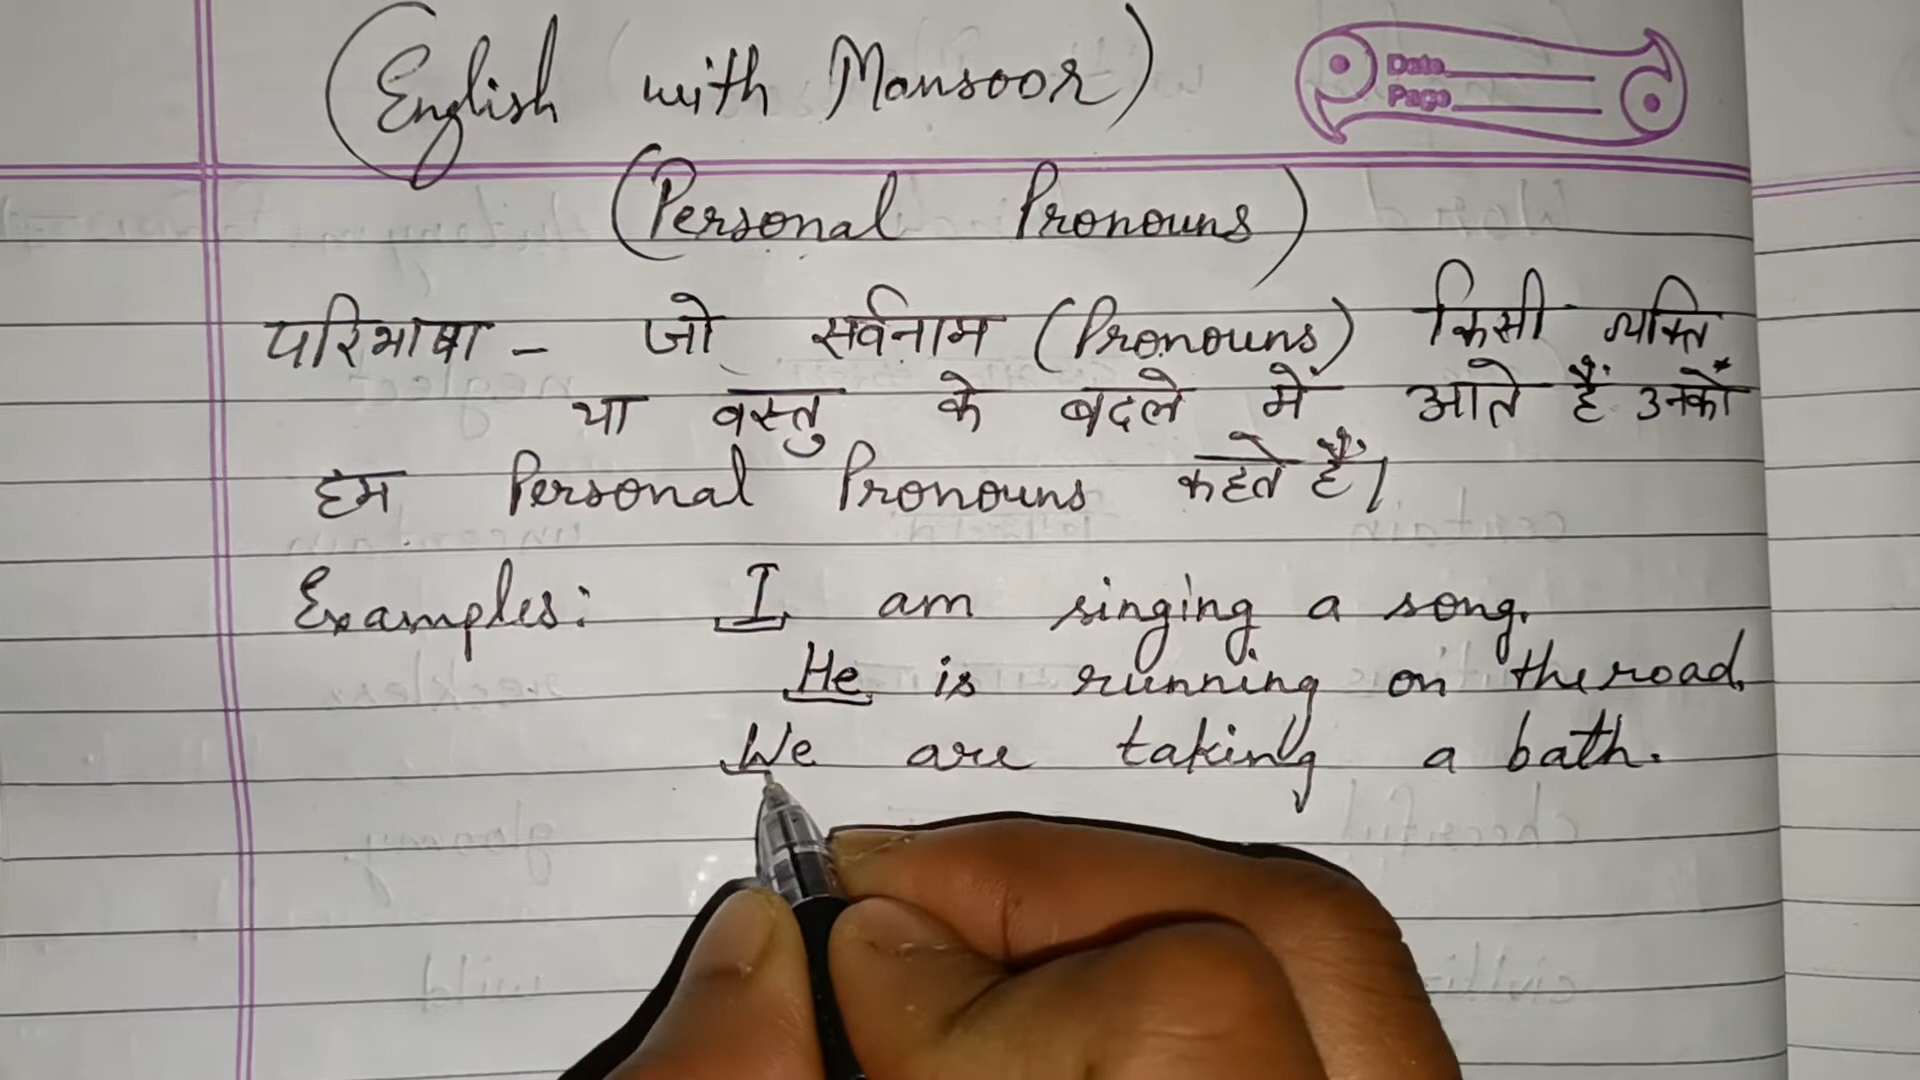 (English with Mansoor)
Date
Page
(Personal Pronouns)
परिभाषा - जो सर्वनाम (Pronouns) किसी व्यक्ति
या वस्तु के बदले में आते हैं उनको
हम Personal Pronouns कहते हैं।
Examples: I am singing a song.
He is running on the road.
We are taking a bath.